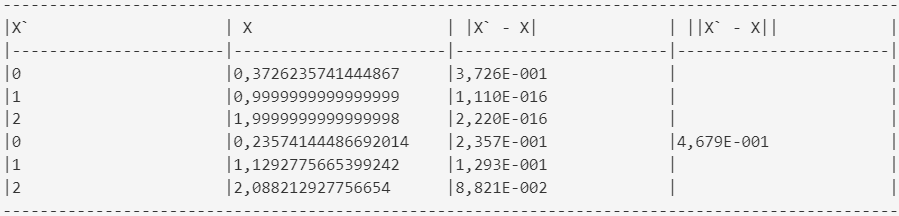 |X` | X | |X` - X| | ||X` - X|| |
|0 |0,3726235741444867 |3,726E-001 | |
|1 |0,9999999999999999 |1,110E-016 | |
|2 |1,9999999999999998 |2,220E-016 | |
|0 |0,23574144486692014 |2,357E-001 |4,679E-001 |
|1 |1,1292775665399242 |1,293E-001 | |
|2 |2,088212927756654 |8,821E-002 | |